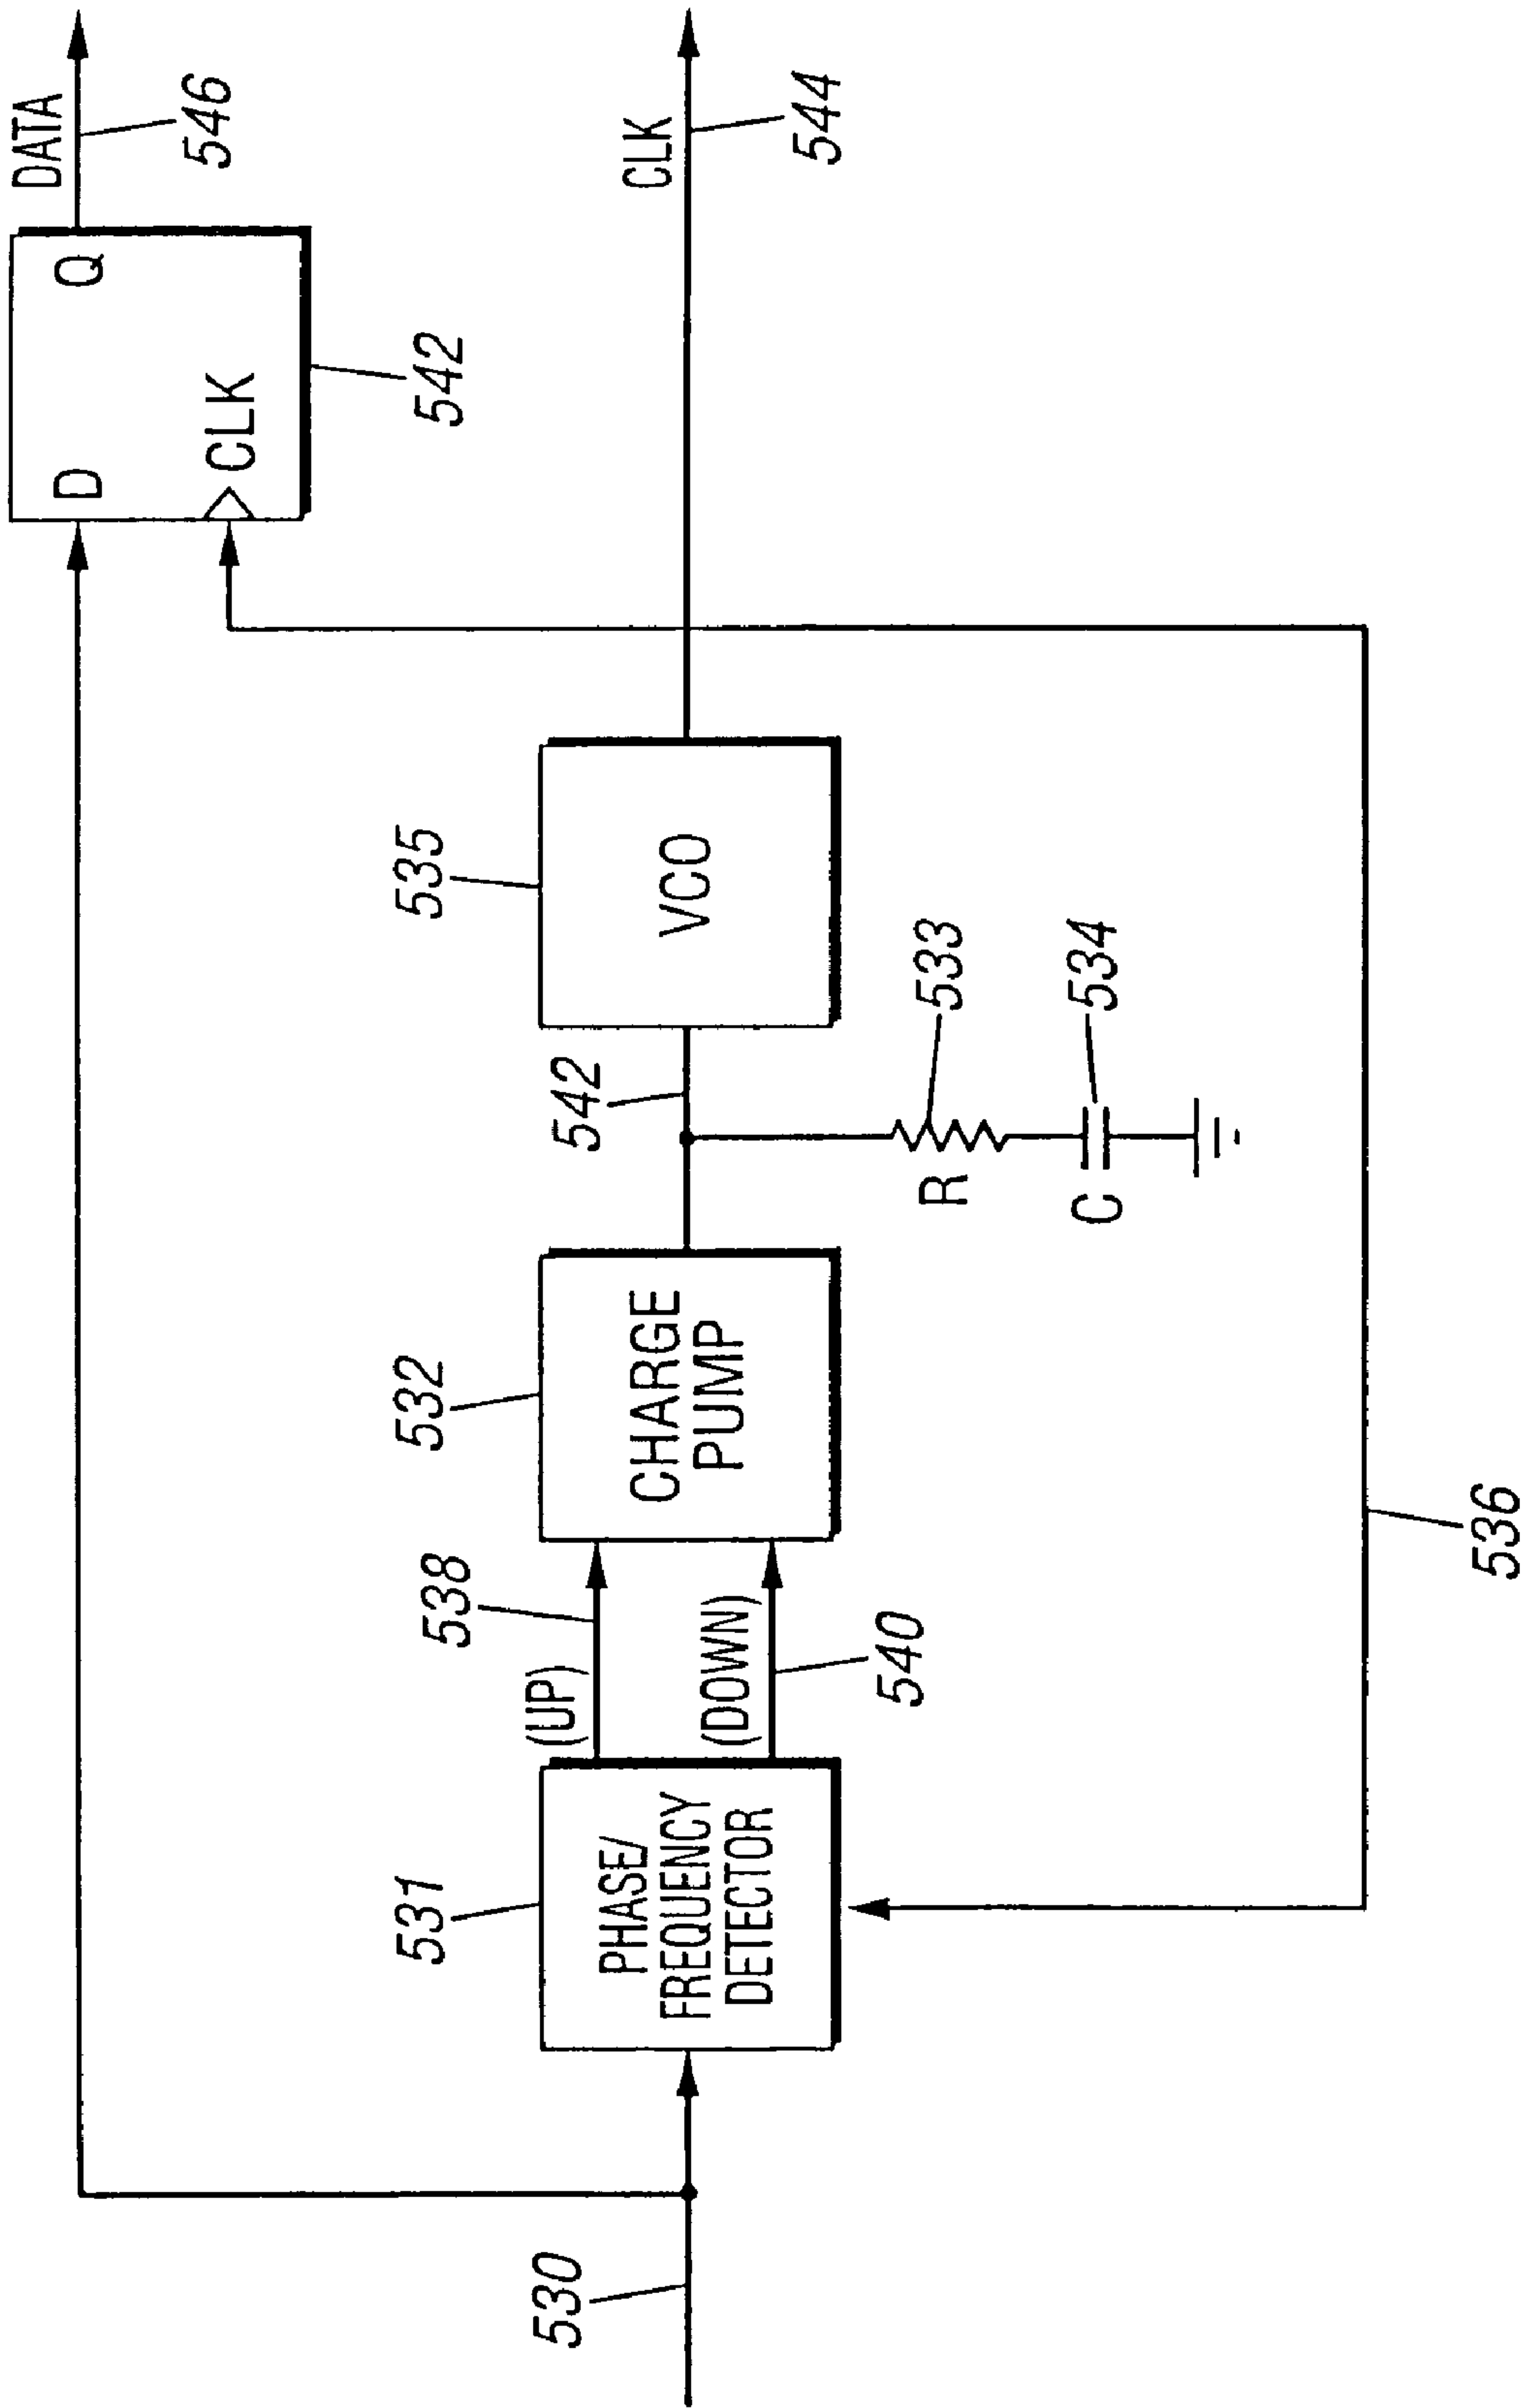 DATA
546
D
Q
CLK
542
CLK
544
535
VCO
542
533
R
534
C
532
CHARGE
PUMP
538
(UP)
(DOWN)
540
531
PHASE/
FREQUENCY
DETECTOR
530
536